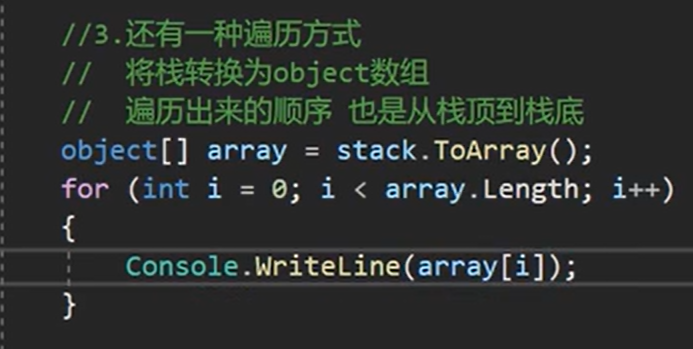 //3.还有一种遍历方式
//  将栈转换为object数组
//  遍历出来的顺序 也是从栈顶到栈底
object[] array = stack.ToArray();
for (int i = 0; i < array.Length; i++)
{
    Console.WriteLine(array[i]);
}